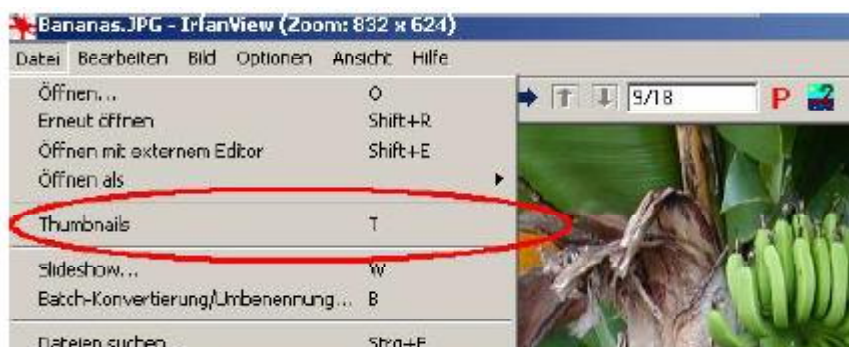 Bananas.JPG - IrfanView (Zoom: 832 x 624)
Datei Bearbeiten Bild Optionen Ansicht Hilfe
9/18 P
Öffnen... O
Erneut öffnen Shift+R
Öffnen mit externem Editor Shift+E
Öffnen als
Thumbnails T
Slideshow... W
Batch-Konvertierung/Umbenennung... B
Dateien suchen Strg+F